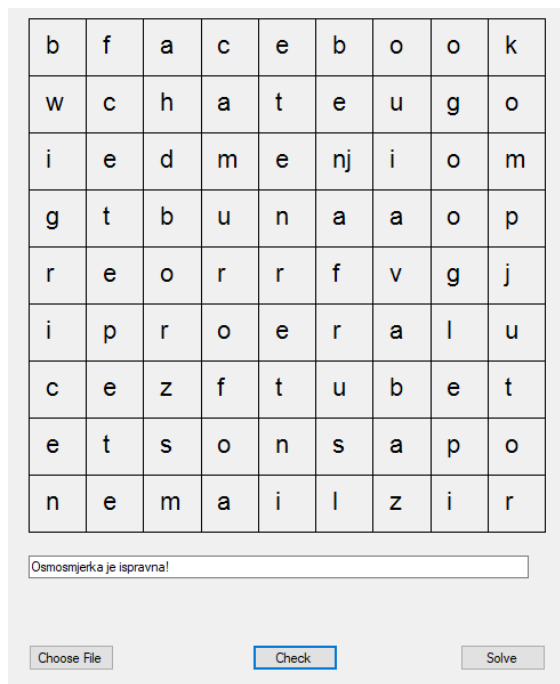 b f a c e b o o k
w c h a t e u g o
i e d m e nj i o m
g t b u n a a o p
r e o r r f v g j
i p r o e r a l u
c e z f t u b e t
e t s o n s a p o
n e m a i l z i r
Osmosmjerka je ispravna!
Choose File Check Solve